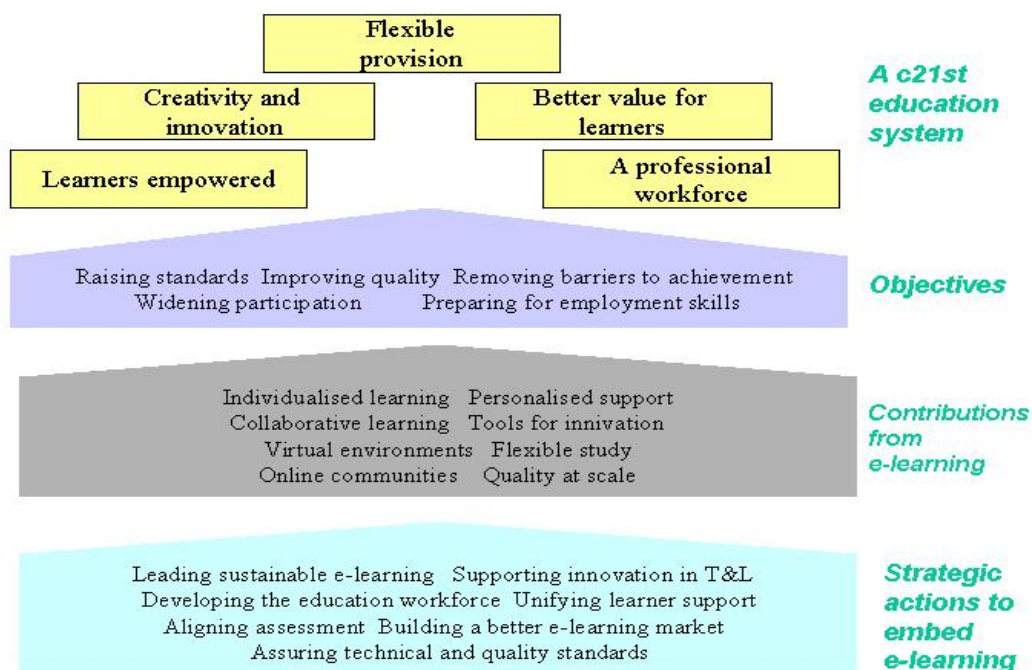 Flexible
provision
Creativity and
innovation
Better value for
learners
Learners empowered
A professional
workforce
A c21st
education
system
Raising standards Improving quality Removing barriers to achievement
Widening participation Preparing for employment skills
Objectives
Individualised learning Personalised support
Collaborative learning Tools for innivation
Virtual environments Flexible study
Online communities Quality at scale
Contributions
from
e-learning
Leading sustainable e-learning Supporting innovation in T&L
Developing the education workforce Unifying learner support
Aligning assessment Building a better e-learning market
Assuring technical and quality standards
Strategic
actions to
embed
e-learning